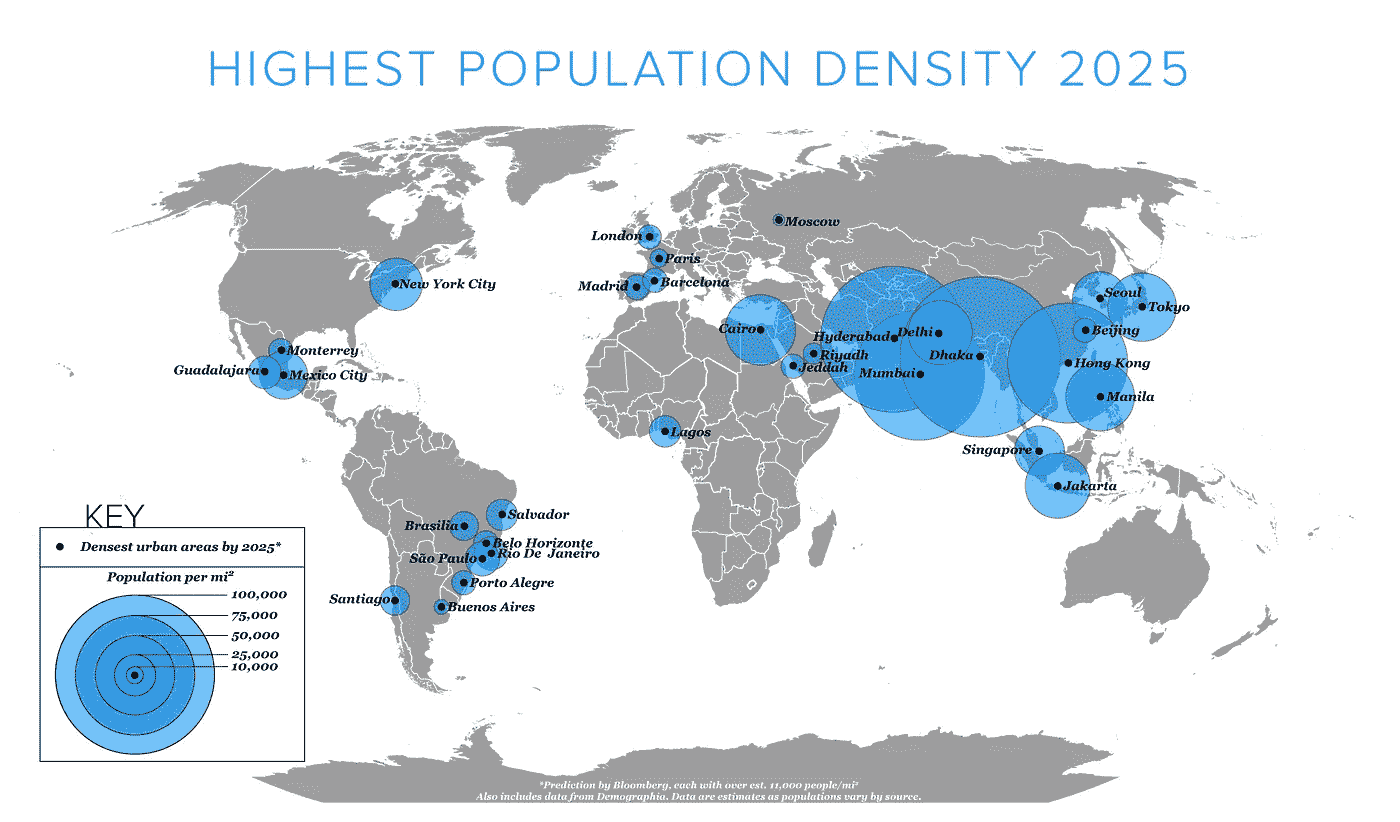 HIGHEST POPULATION DENSITY 2025
Moscow
London
Paris
Madrid
Barcelona
New York City
Cairo
Seoul
Tokyo
Beijing
Hyderabad
Delhi
Dhaka
Monterrey
Guadalajara
Mexico City
Riyadh
Jeddah
Mumbai
Hong Kong
Manila
Lagos
Singapore
Jakarta
Salvador
Brasilia
Belo Horizonte
Rio De Janeiro
São Paulo
Porto Alegre
Santiago
Buenos Aires
KEY
Densest urban areas by 2025*
Population per mi²
100,000
75,000
50,000
25,000
10,000
*Prediction by Bloomberg, each with over est. 11,000 people/mi²
Also includes data from Demographia. Data are estimates as populations vary by source.